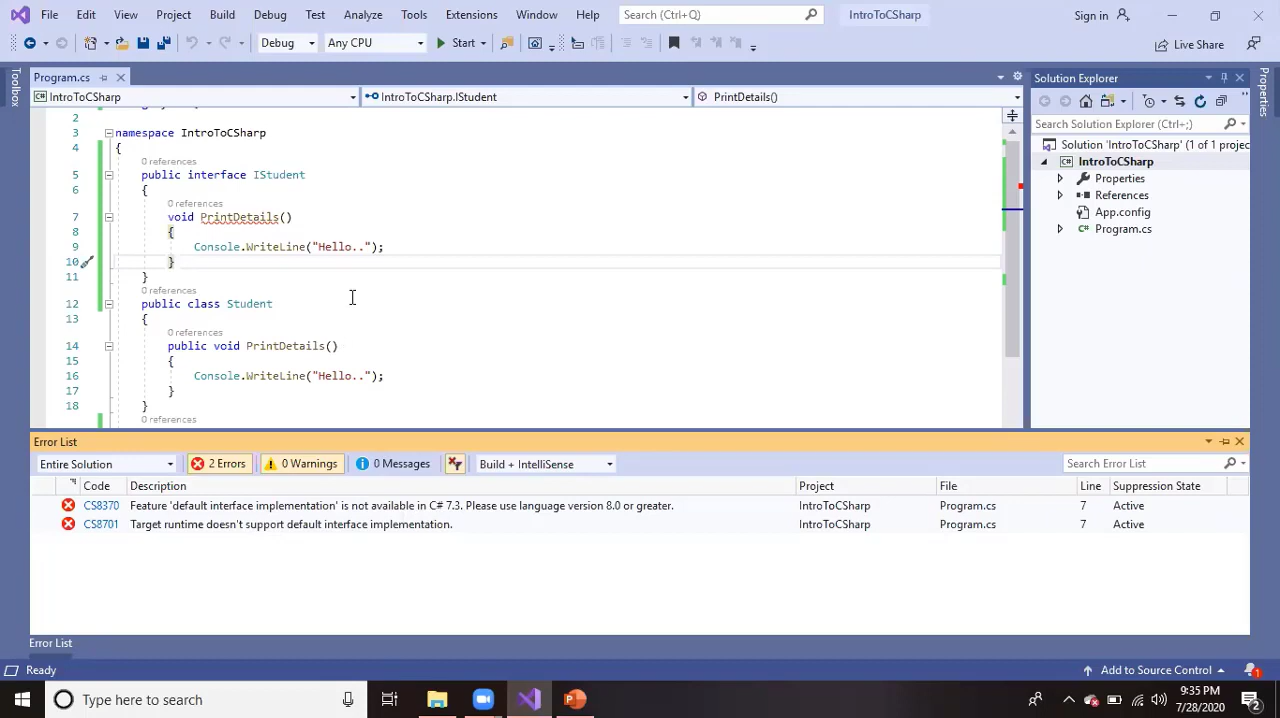 File Edit View Project Build Debug Test Analyze Tools Extensions Window Help Search (Ctrl+Q) IntroToCSharp Sign in
Debug Any CPU Start Live Share
Toolbox
Program.cs
IntroToCSharp IntroToCSharp.IStudent PrintDetails()
2
3 namespace IntroToCSharp
4 {
0 references
5 public interface IStudent
6 {
0 references
7 void PrintDetails()
8 {
9 Console.WriteLine("Hello..");
10 }
11 }
0 references
12 public class Student
13 {
0 references
14 public void PrintDetails()
15 {
16 Console.WriteLine("Hello..");
17 }
18 }
0 references
Solution Explorer
Search Solution Explorer (Ctrl+;)
Solution 'IntroToCSharp' (1 of 1 projec
IntroToCSharp
Properties
References
App.config
Program.cs
Properties
Error List
Entire Solution 2 Errors 0 Warnings 0 Messages Build + IntelliSense Search Error List
Code Description Project File Line Suppression State
CS8370 Feature 'default interface implementation' is not available in C# 7.3. Please use language version 8.0 or greater. IntroToCSharp Program.cs 7 Active
CS8701 Target runtime doesn't support default interface implementation. IntroToCSharp Program.cs 7 Active
Error List
Ready Add to Source Control 1
Type here to search 9:35 PM
7/28/2020 2